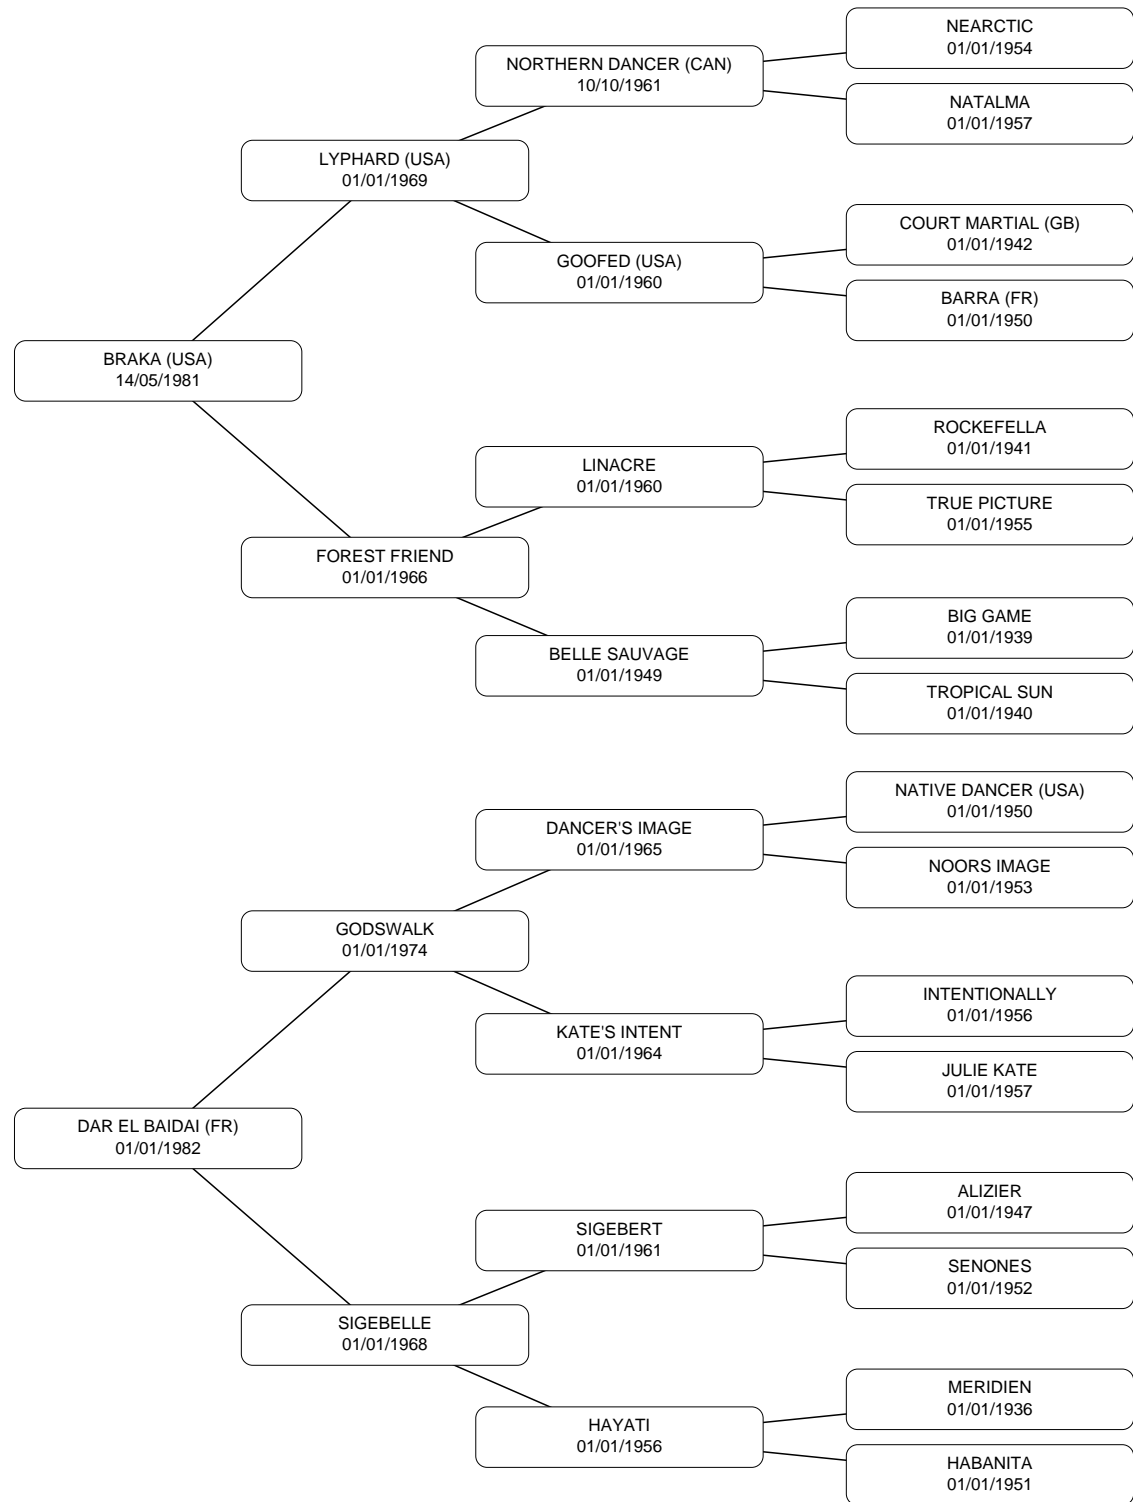 NEARCTIC
01/01/1954
NORTHERN DANCER (CAN)
10/10/1961
NATALMA
01/01/1957
LYPHARD (USA)
01/01/1969
COURT MARTIAL (GB)
01/01/1942
GOOFED (USA)
01/01/1960
BARRA (FR)
01/01/1950
BRAKA (USA)
14/05/1981
ROCKEFELLA
01/01/1941
LINACRE
01/01/1960
TRUE PICTURE
01/01/1955
FOREST FRIEND
01/01/1966
BIG GAME
01/01/1939
BELLE SAUVAGE
01/01/1949
TROPICAL SUN
01/01/1940
NATIVE DANCER (USA)
01/01/1950
DANCER'S IMAGE
01/01/1965
NOORS IMAGE
01/01/1953
GODSWALK
01/01/1974
INTENTIONALLY
01/01/1956
KATE'S INTENT
01/01/1964
JULIE KATE
01/01/1957
DAR EL BAIDAI (FR)
01/01/1982
ALIZIER
01/01/1947
SIGEBERT
01/01/1961
SENONES
01/01/1952
SIGEBELLE
01/01/1968
MERIDIEN
01/01/1936
HAYATI
01/01/1956
HABANITA
01/01/1951